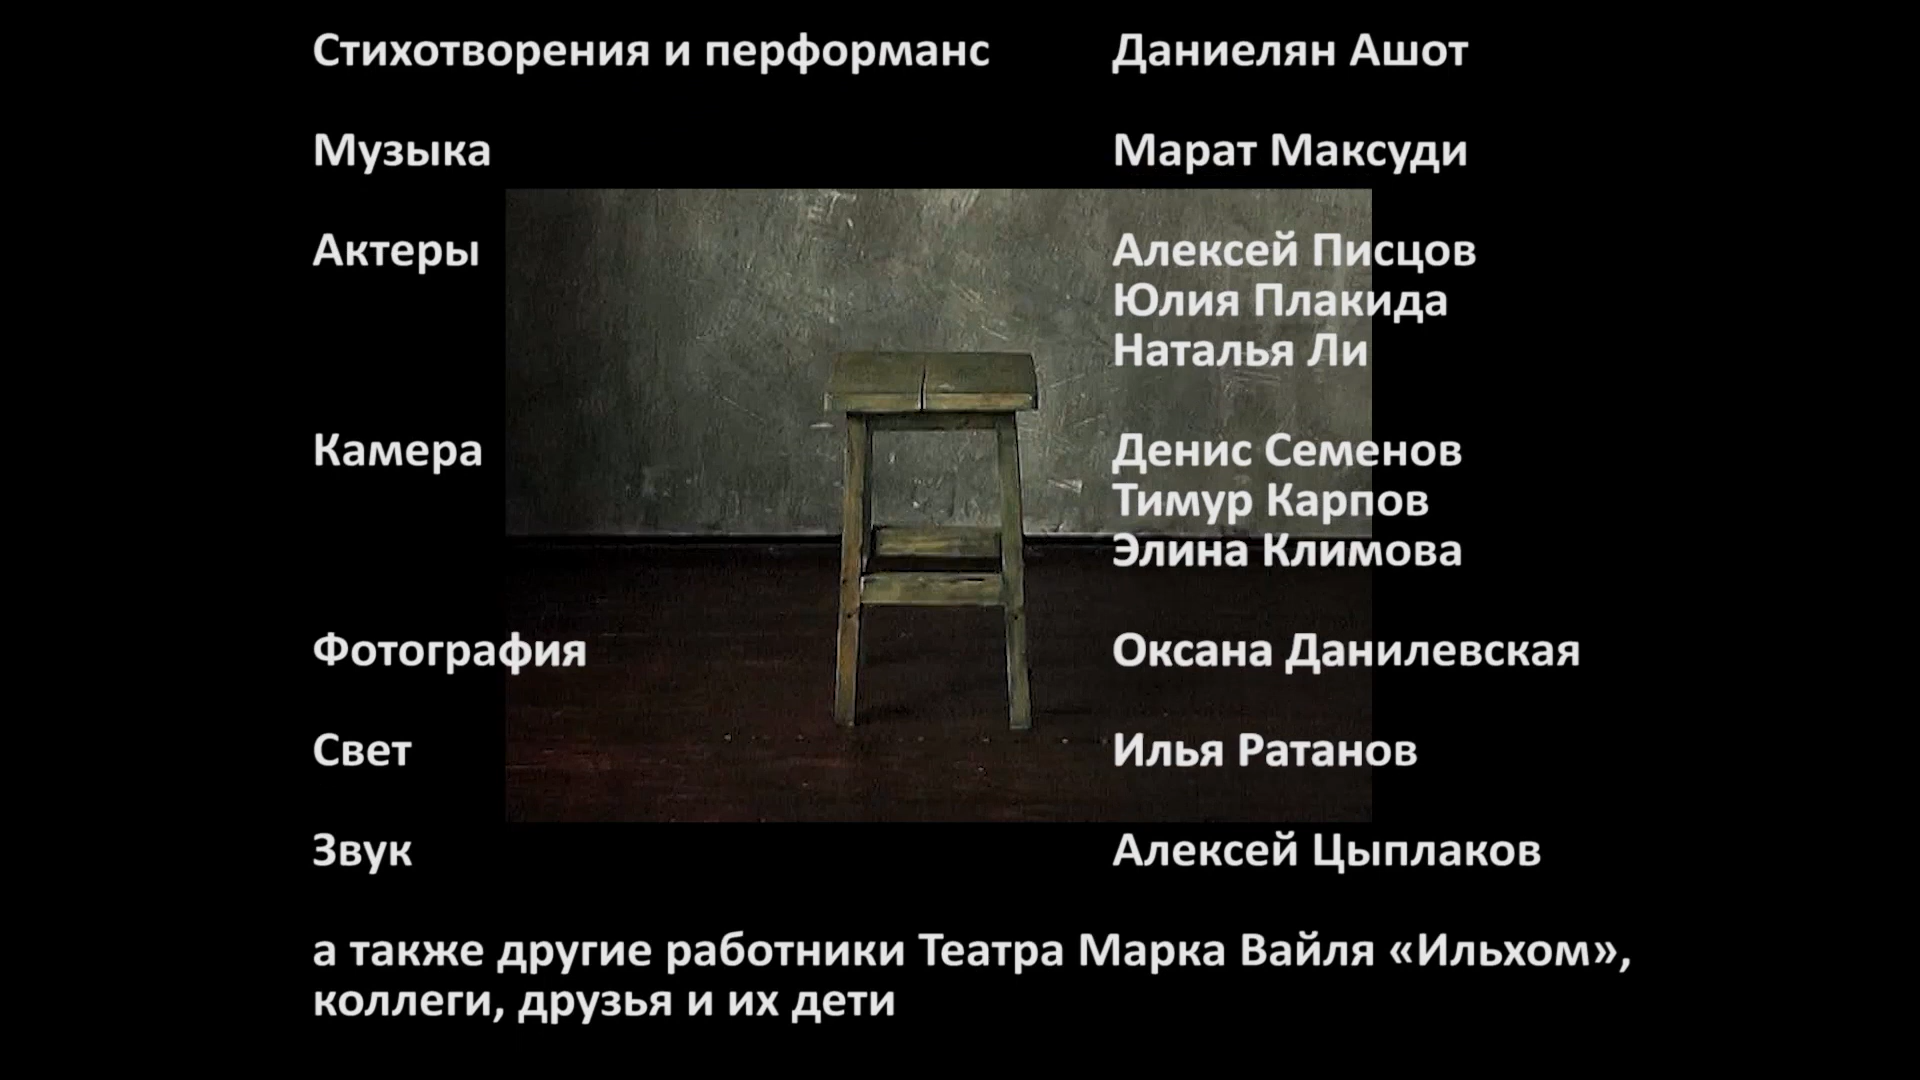 Стихотворения и перформанс Даниелян Ашот
Музыка Марат Максуди
Актеры Алексей Писцов
Юлия Плакида
Наталья Ли
Камера Денис Семенов
Тимур Карпов
Элина Климова
Фотография Оксана Данилевская
Свет Илья Ратанов
Звук Алексей Цыплаков
а также другие работники Театра Марка Вайля «Ильхом»,
коллеги, друзья и их дети